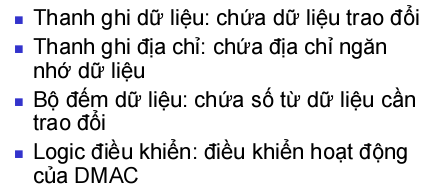 Thanh ghi dữ liệu: chứa dữ liệu trao đổi
Thanh ghi địa chỉ: chứa địa chỉ ngăn
nhớ dữ liệu
Bộ đếm dữ liệu: chứa số từ dữ liệu cần
trao đổi
Logic điều khiển: điều khiển hoạt động
của DMAC